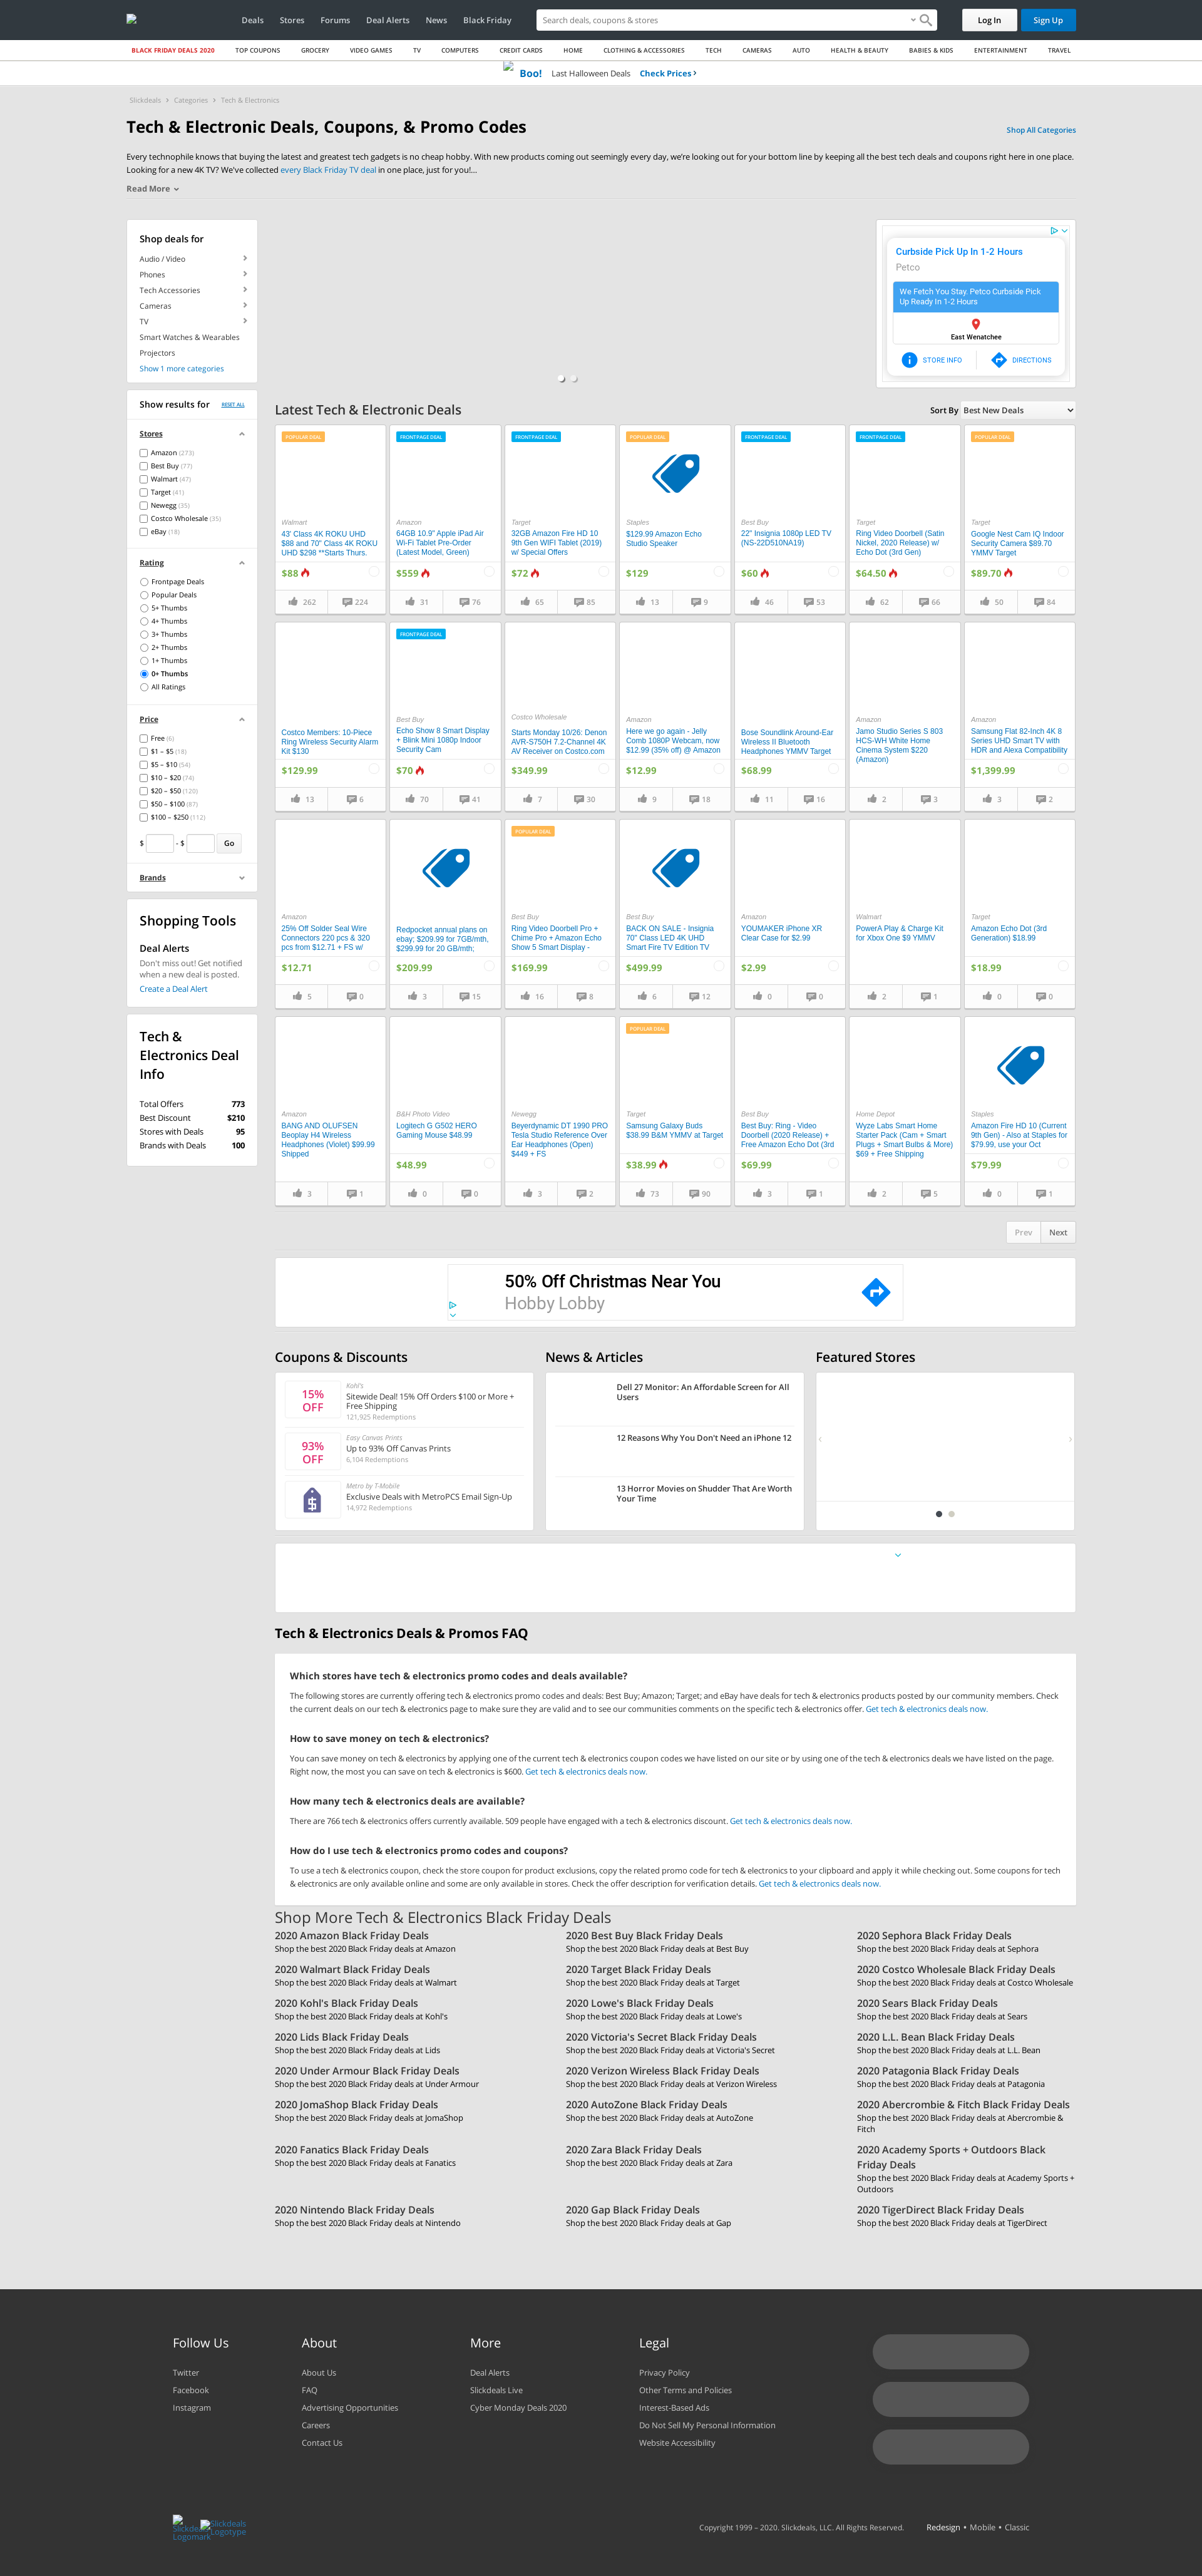 Deals Stores Forums Deal Alerts News Black Friday
Search deals, coupons & stores
Log In
Sign Up
BLACK FRIDAY DEALS 2020 TOP COUPONS GROCERY VIDEO GAMES TV COMPUTERS CREDIT CARDS HOME CLOTHING & ACCESSORIES TECH CAMERAS AUTO HEALTH & BEAUTY BABIES & KIDS ENTERTAINMENT TRAVEL
Boo! Last Halloween Deals Check Prices
Slickdeals Categories Tech & Electronics
Tech & Electronic Deals, Coupons, & Promo Codes
Shop All Categories
Every technophile knows that buying the latest and greatest tech gadgets is no cheap hobby. With new products coming out seemingly every day, we're looking out for your bottom line by keeping all the best tech deals and coupons right here in one place.
Looking for a new 4K TV? We've collected every Black Friday TV deal in one place, just for you!...
Read More
Shop deals for
Audio / Video
Phones
Tech Accessories
Cameras
TV
Smart Watches & Wearables
Projectors
Show 1 more categories
Curbside Pick Up In 1-2 Hours
Petco
We Fetch You Stay. Petco Curbside Pick
Up Ready In 1-2 Hours
East Wenatchee
STORE INFO
DIRECTIONS
Show results for RESET ALL
Stores
Amazon (273)
Best Buy (77)
Walmart (47)
Target (41)
Newegg (35)
Costco Wholesale (35)
eBay (18)
Rating
Frontpage Deals
Popular Deals
5+ Thumbs
4+ Thumbs
3+ Thumbs
2+ Thumbs
1+ Thumbs
0+ Thumbs
All Ratings
Price
Free (6)
$1 – $5 (18)
$5 – $10 (54)
$10 – $20 (74)
$20 – $50 (120)
$50 – $100 (87)
$100 – $250 (112)
$ - $ Go
Brands
Shopping Tools
Deal Alerts
Don't miss out! Get notified
when a new deal is posted.
Create a Deal Alert
Tech &
Electronics Deal
Info
Total Offers 773
Best Discount $210
Stores with Deals 95
Brands with Deals 100
Latest Tech & Electronic Deals
Sort By Best New Deals
POPULAR DEAL
Walmart
43' Class 4K ROKU UHD
$88 and 70" Class 4K ROKU
UHD $298 **Starts Thurs.
$88
262 224
FRONTPAGE DEAL
Amazon
64GB 10.9" Apple iPad Air
Wi-Fi Tablet Pre-Order
(Latest Model, Green)
$559
31 76
FRONTPAGE DEAL
Target
32GB Amazon Fire HD 10
9th Gen WIFI Tablet (2019)
w/ Special Offers
$72
65 85
POPULAR DEAL
Staples
$129.99 Amazon Echo
Studio Speaker
$129
13 9
FRONTPAGE DEAL
Best Buy
22" Insignia 1080p LED TV
(NS-22D510NA19)
$60
46 53
FRONTPAGE DEAL
Target
Ring Video Doorbell (Satin
Nickel, 2020 Release) w/
Echo Dot (3rd Gen)
$64.50
62 66
POPULAR DEAL
Target
Google Nest Cam IQ Indoor
Security Camera $89.70
YMMV Target
$89.70
50 84
Costco Members: 10-Piece
Ring Wireless Security Alarm
Kit $130
$129.99
13 6
FRONTPAGE DEAL
Best Buy
Echo Show 8 Smart Display
+ Blink Mini 1080p Indoor
Security Cam
$70
70 41
Costco Wholesale
Starts Monday 10/26: Denon
AVR-S750H 7.2-Channel 4K
AV Receiver on Costco.com
$349.99
7 30
Amazon
Here we go again - Jelly
Comb 1080P Webcam, now
$12.99 (35% off) @ Amazon
$12.99
9 18
Bose Soundlink Around-Ear
Wireless II Bluetooth
Headphones YMMV Target
$68.99
11 16
Amazon
Jamo Studio Series S 803
HCS-WH White Home
Cinema System $220
(Amazon)
2 3
Amazon
Samsung Flat 82-Inch 4K 8
Series UHD Smart TV with
HDR and Alexa Compatibility
$1,399.99
3 2
Amazon
25% Off Solder Seal Wire
Connectors 220 pcs & 320
pcs from $12.71 + FS w/
$12.71
5 0
Redpocket annual plans on
ebay; $209.99 for 7GB/mth,
$299.99 for 20 GB/mth;
$209.99
3 15
POPULAR DEAL
Best Buy
Ring Video Doorbell Pro +
Chime Pro + Amazon Echo
Show 5 Smart Display -
$169.99
16 8
Best Buy
BACK ON SALE - Insignia
70" Class LED 4K UHD
Smart Fire TV Edition TV
$499.99
6 12
Amazon
YOUMAKER iPhone XR
Clear Case for $2.99
$2.99
0 0
Walmart
PowerA Play & Charge Kit
for Xbox One $9 YMMV
2 1
Target
Amazon Echo Dot (3rd
Generation) $18.99
$18.99
0 0
Amazon
BANG AND OLUFSEN
Beoplay H4 Wireless
Headphones (Violet) $99.99
Shipped
3 1
B&H Photo Video
Logitech G G502 HERO
Gaming Mouse $48.99
$48.99
0 0
Newegg
Beyerdynamic DT 1990 PRO
Tesla Studio Reference Over
Ear Headphones (Open)
$449 + FS
3 2
POPULAR DEAL
Target
Samsung Galaxy Buds
$38.99 B&M YMMV at Target
$38.99
73 90
Best Buy
Best Buy: Ring - Video
Doorbell (2020 Release) +
Free Amazon Echo Dot (3rd
$69.99
3 1
Home Depot
Wyze Labs Smart Home
Starter Pack (Cam + Smart
Plugs + Smart Bulbs & More)
$69 + Free Shipping
2 5
Staples
Amazon Fire HD 10 (Current
9th Gen) - Also at Staples for
$79.99, use your Oct
$79.99
0 1
Prev Next
50% Off Christmas Near You
Hobby Lobby
Coupons & Discounts
15%
OFF
Kohl's
Sitewide Deal! 15% Off Orders $100 or More +
Free Shipping
121,925 Redemptions
93%
OFF
Easy Canvas Prints
Up to 93% Off Canvas Prints
6,104 Redemptions
Metro by T-Mobile
Exclusive Deals with MetroPCS Email Sign-Up
14,972 Redemptions
News & Articles
Dell 27 Monitor: An Affordable Screen for All
Users
12 Reasons Why You Don't Need an iPhone 12
13 Horror Movies on Shudder That Are Worth
Your Time
Featured Stores
Tech & Electronics Deals & Promos FAQ
Which stores have tech & electronics promo codes and deals available?
The following stores are currently offering tech & electronics promo codes and deals: Best Buy; Amazon; Target; and eBay have deals for tech & electronics products posted by our community members. Check
the current deals on our tech & electronics page to make sure they are valid and to see our communities comments on the specific tech & electronics offer. Get tech & electronics deals now.
How to save money on tech & electronics?
You can save money on tech & electronics by applying one of the current tech & electronics coupon codes we have listed on our site or by using one of the tech & electronics deals we have listed on the page.
Right now, the most you can save on tech & electronics is $600. Get tech & electronics deals now.
How many tech & electronics deals are available?
There are 766 tech & electronics offers currently available. 509 people have engaged with a tech & electronics discount. Get tech & electronics deals now.
How do I use tech & electronics promo codes and coupons?
To use a tech & electronics coupon, check the store coupon for product exclusions, copy the related promo code for tech & electronics to your clipboard and apply it while checking out. Some coupons for tech
& electronics are only available online and some are only available in stores. Check the offer description for verification details. Get tech & electronics deals now.
Shop More Tech & Electronics Black Friday Deals
2020 Amazon Black Friday Deals
Shop the best 2020 Black Friday deals at Amazon
2020 Best Buy Black Friday Deals
Shop the best 2020 Black Friday deals at Best Buy
2020 Sephora Black Friday Deals
Shop the best 2020 Black Friday deals at Sephora
2020 Walmart Black Friday Deals
Shop the best 2020 Black Friday deals at Walmart
2020 Target Black Friday Deals
Shop the best 2020 Black Friday deals at Target
2020 Costco Wholesale Black Friday Deals
Shop the best 2020 Black Friday deals at Costco Wholesale
2020 Kohl's Black Friday Deals
Shop the best 2020 Black Friday deals at Kohl's
2020 Lowe's Black Friday Deals
Shop the best 2020 Black Friday deals at Lowe's
2020 Sears Black Friday Deals
Shop the best 2020 Black Friday deals at Sears
2020 Lids Black Friday Deals
Shop the best 2020 Black Friday deals at Lids
2020 Victoria's Secret Black Friday Deals
Shop the best 2020 Black Friday deals at Victoria's Secret
2020 L.L. Bean Black Friday Deals
Shop the best 2020 Black Friday deals at L.L. Bean
2020 Under Armour Black Friday Deals
Shop the best 2020 Black Friday deals at Under Armour
2020 Verizon Wireless Black Friday Deals
Shop the best 2020 Black Friday deals at Verizon Wireless
2020 Patagonia Black Friday Deals
Shop the best 2020 Black Friday deals at Patagonia
2020 JomaShop Black Friday Deals
Shop the best 2020 Black Friday deals at JomaShop
2020 AutoZone Black Friday Deals
Shop the best 2020 Black Friday deals at AutoZone
2020 Abercrombie & Fitch Black Friday Deals
Shop the best 2020 Black Friday deals at Abercrombie &
Fitch
2020 Fanatics Black Friday Deals
Shop the best 2020 Black Friday deals at Fanatics
2020 Zara Black Friday Deals
Shop the best 2020 Black Friday deals at Zara
2020 Academy Sports + Outdoors Black
Friday Deals
Shop the best 2020 Black Friday deals at Academy Sports +
Outdoors
2020 Nintendo Black Friday Deals
Shop the best 2020 Black Friday deals at Nintendo
2020 Gap Black Friday Deals
Shop the best 2020 Black Friday deals at Gap
2020 TigerDirect Black Friday Deals
Shop the best 2020 Black Friday deals at TigerDirect
Follow Us
Twitter
Facebook
Instagram
About
About Us
FAQ
Advertising Opportunities
Careers
Contact Us
More
Deal Alerts
Slickdeals Live
Cyber Monday Deals 2020
Legal
Privacy Policy
Other Terms and Policies
Interest-Based Ads
Do Not Sell My Personal Information
Website Accessibility
Slickdeals
Logomark
Slickdeals
Logotype
Copyright 1999 – 2020. Slickdeals, LLC. All Rights Reserved.
Redesign • Mobile • Classic